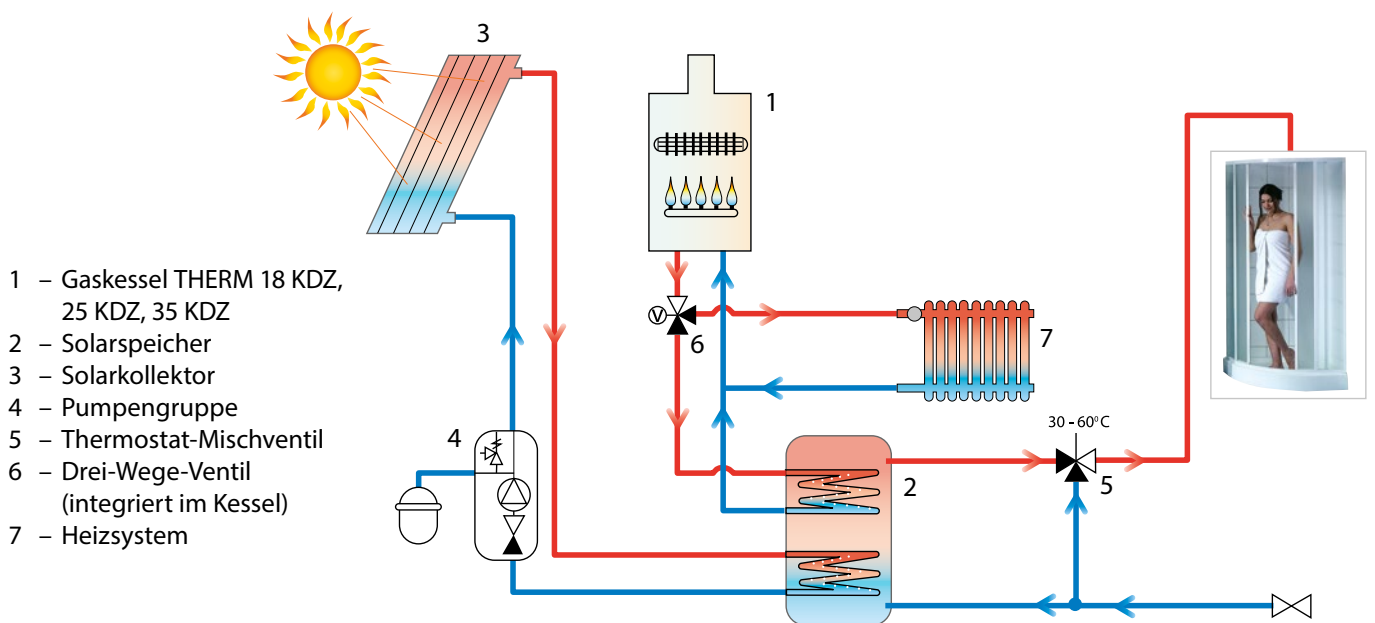 3
1
1 – Gaskessel THERM 18 KDZ,
25 KDZ, 35 KDZ
2 – Solarspeicher
3 – Solarkollektor
4 – Pumpengruppe
5 – Thermostat-Mischventil
6 – Drei-Wege-Ventil
(integriert im Kessel)
7 – Heizsystem
V
6
7
4
30 - 60⁰ C
2
5